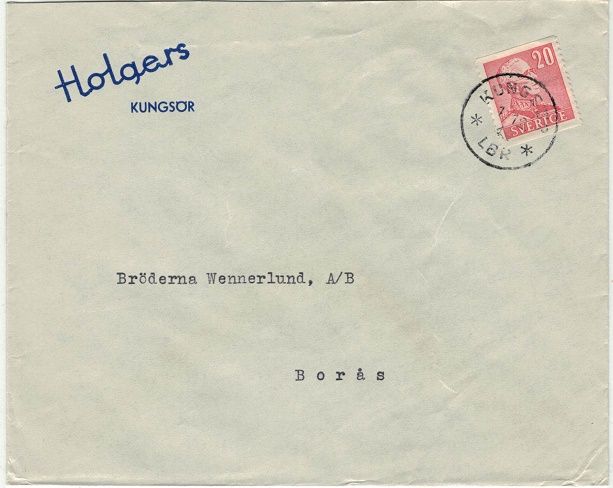 Holgers
KUNGSÖR
20
SVERIGE
LBR
Bröderna Wennerlund, A/B
Borås